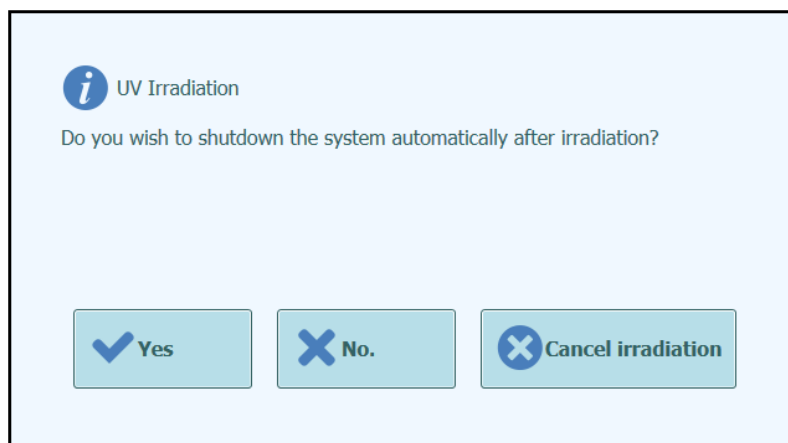 UV Irradiation
Do you wish to shutdown the system automatically after irradiation?
Yes
No.
Cancel irradiation